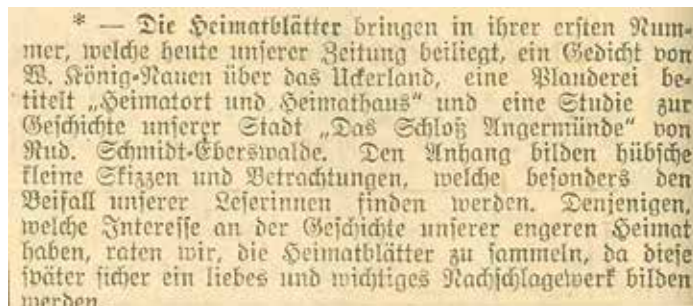 * — Die Heimatblätter bringen in ihrer ersten Num-
mer, welche heute unserer Zeitung beiliegt, ein Gedicht von
W. König-Nauen über das Uckerland, eine Plauderei be-
titelt „Heimatort und Heimathaus“ und eine Studie zur
Geschichte unserer Stadt „Das Schloß Angermünde“ von
Rud. Schmidt-Eberswalde. Den Anhang bilden hübsche
kleine Skizzen und Betrachtungen, welche besonders den
Beifall unserer Leserinnen finden werden. Denjenigen,
welche Interesse an der Geschichte unserer engeren Heimat
haben, raten wir, die Heimatblätter zu sammeln, da diese
später sicher ein liebes und wichtiges Nachschlagewerk bilden
werden